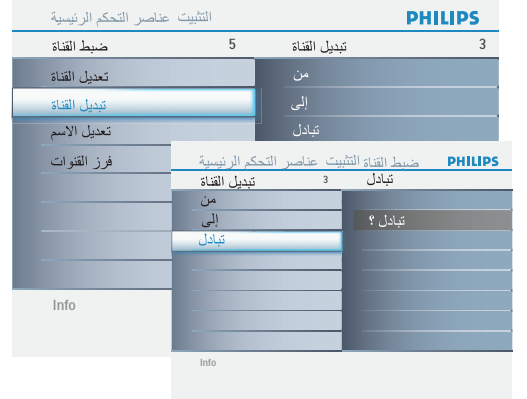 التثبيت عناصر التحكم الرئيسية
PHILIPS
ضبط القناة 5
تبديل القناة 3
تعديل القناة
تبديل القناة
تعديل الاسم
فرز القنوات
من
إلى
تبادل
Info
ضبط القناة التثبيت عناصر التحكم الرئيسية
PHILIPS
تبديل القناة 3
تبادل
من
إلى
تبادل
تبادل ؟
Info